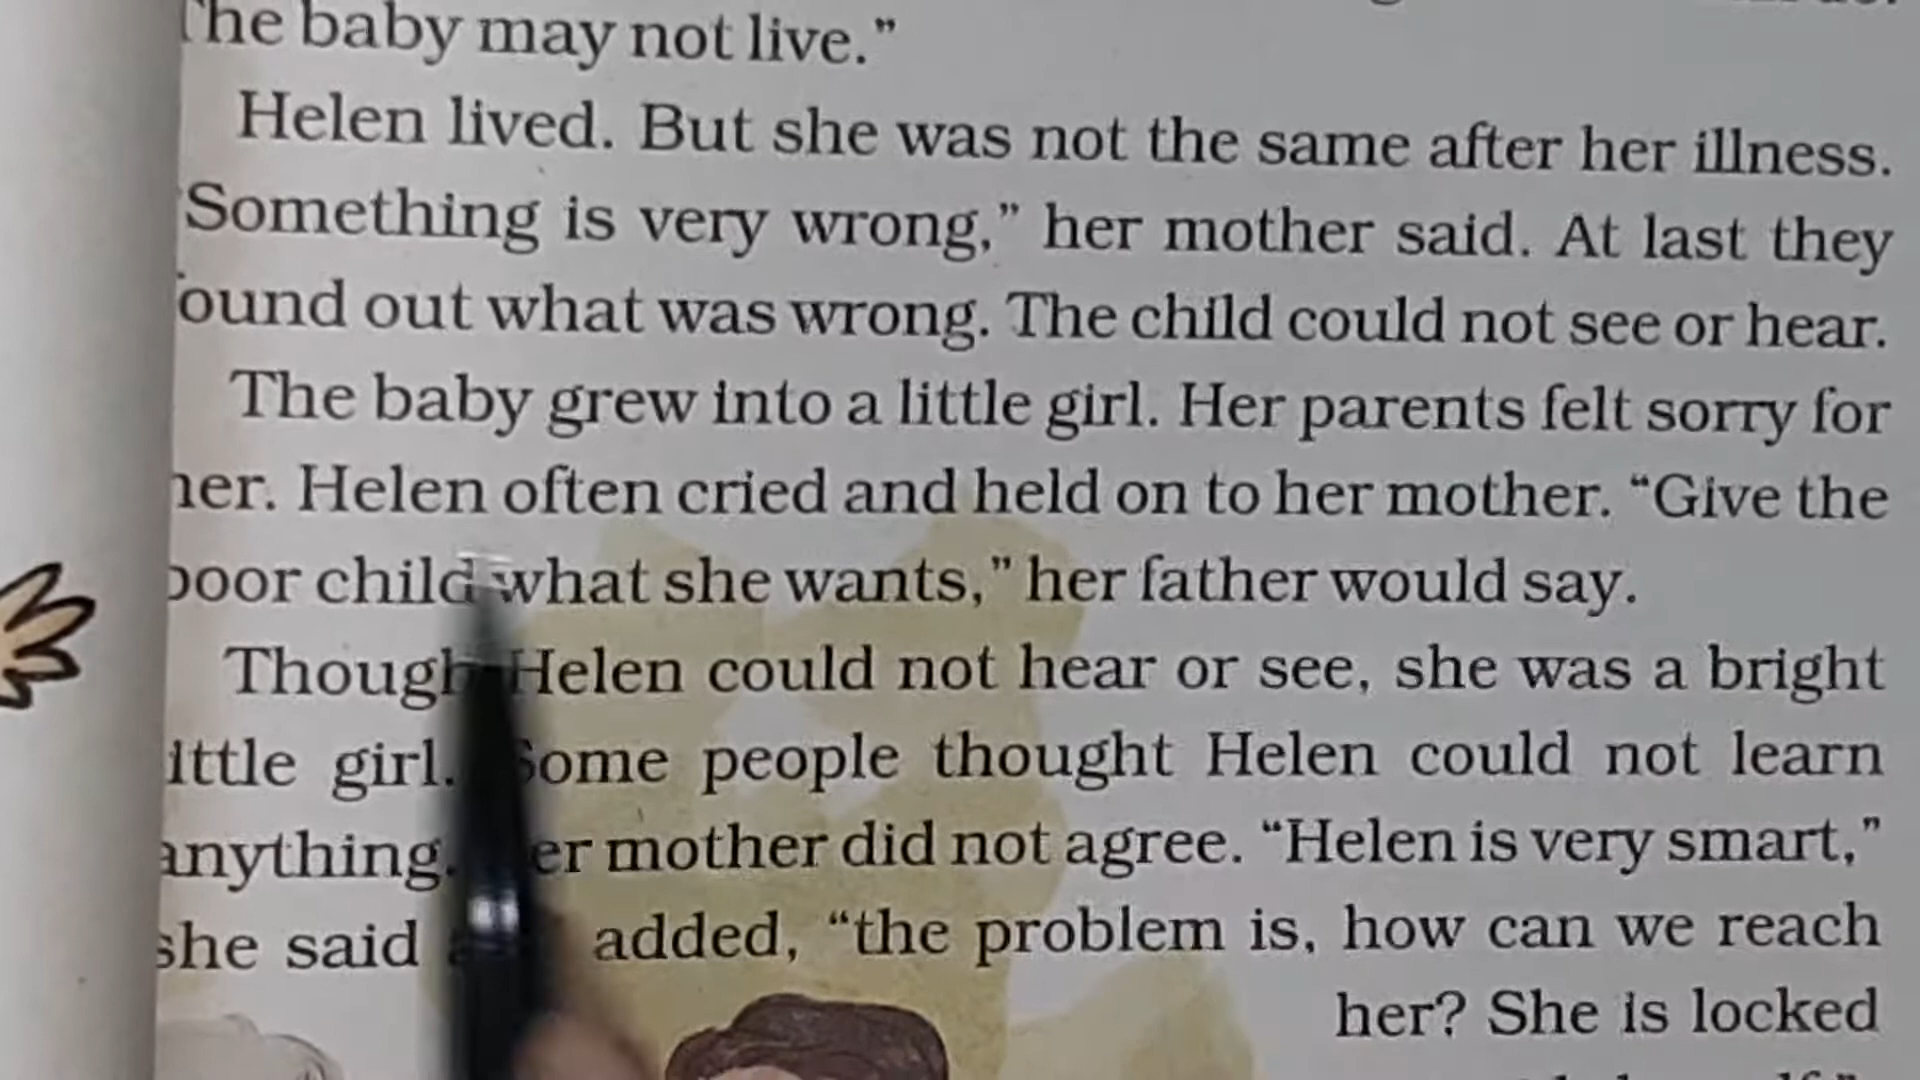 The baby may not live.”
Helen lived. But she was not the same after her illness.
Something is very wrong,” her mother said. At last they
ound out what was wrong. The child could not see or hear.
The baby grew into a little girl. Her parents felt sorry for
her. Helen often cried and held on to her mother. “Give the
poor child what she wants,” her father would say.
Though Helen could not hear or see, she was a bright
little girl. Some people thought Helen could not learn
anything. er mother did not agree. “Helen is very smart,”
she said added, “the problem is, how can we reach
her? She is locked